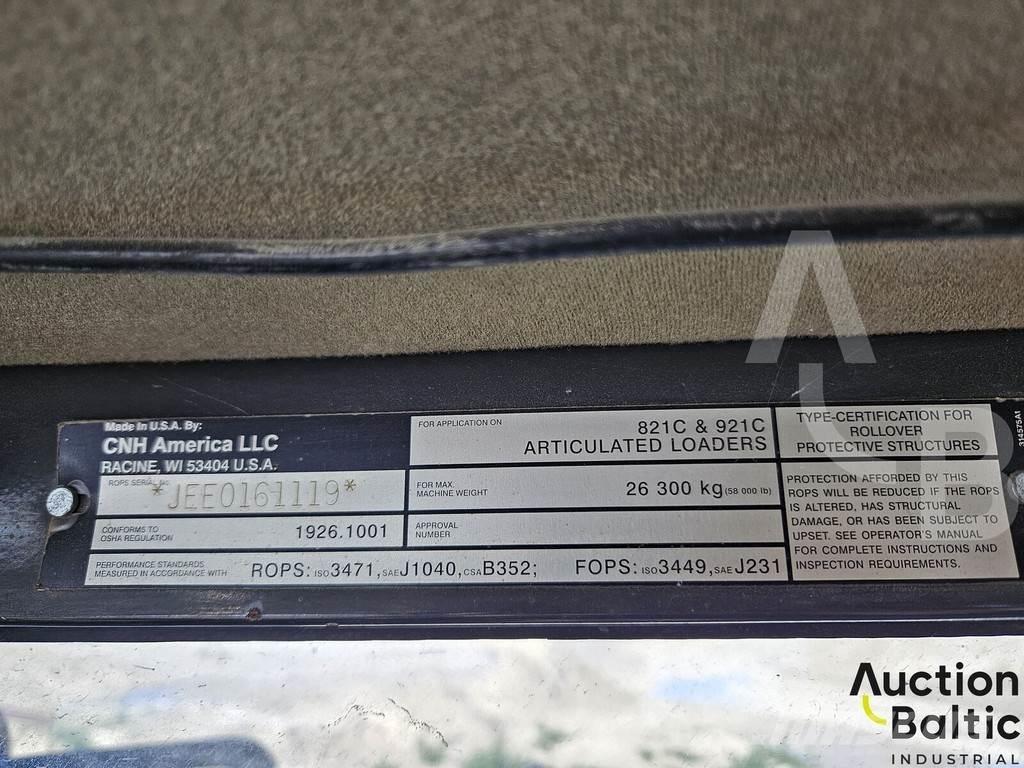 Made In U.S.A. By:
CNH America LLC
RACINE, WI 53404 U.S.A.
ROPS SERIAL No.
*JEE0161119*
CONFORMS TO
OSHA REGULATION
1926.1001
PERFORMANCE STANDARDS
MEASURED IN ACCORDANCE WITH
ROPS: ISO 3471, SAE J1040, CSA B352; FOPS: ISO 3449, SAE J231
FOR APPLICATION ON
821C & 921C
ARTICULATED LOADERS
FOR MAX.
MACHINE WEIGHT
26 300 kg (58 000 lb)
APPROVAL
NUMBER
TYPE-CERTIFICATION FOR
ROLLOVER
PROTECTIVE STRUCTURES
PROTECTION AFFORDED BY THIS
ROPS WILL BE REDUCED IF THE ROPS
IS ALTERED, HAS STRUCTURAL
DAMAGE, OR HAS BEEN SUBJECT TO
UPSET. SEE OPERATOR'S MANUAL
FOR COMPLETE INSTRUCTIONS AND
INSPECTION REQUIREMENTS.
314575A1
Auction
Baltic
INDUSTRIAL